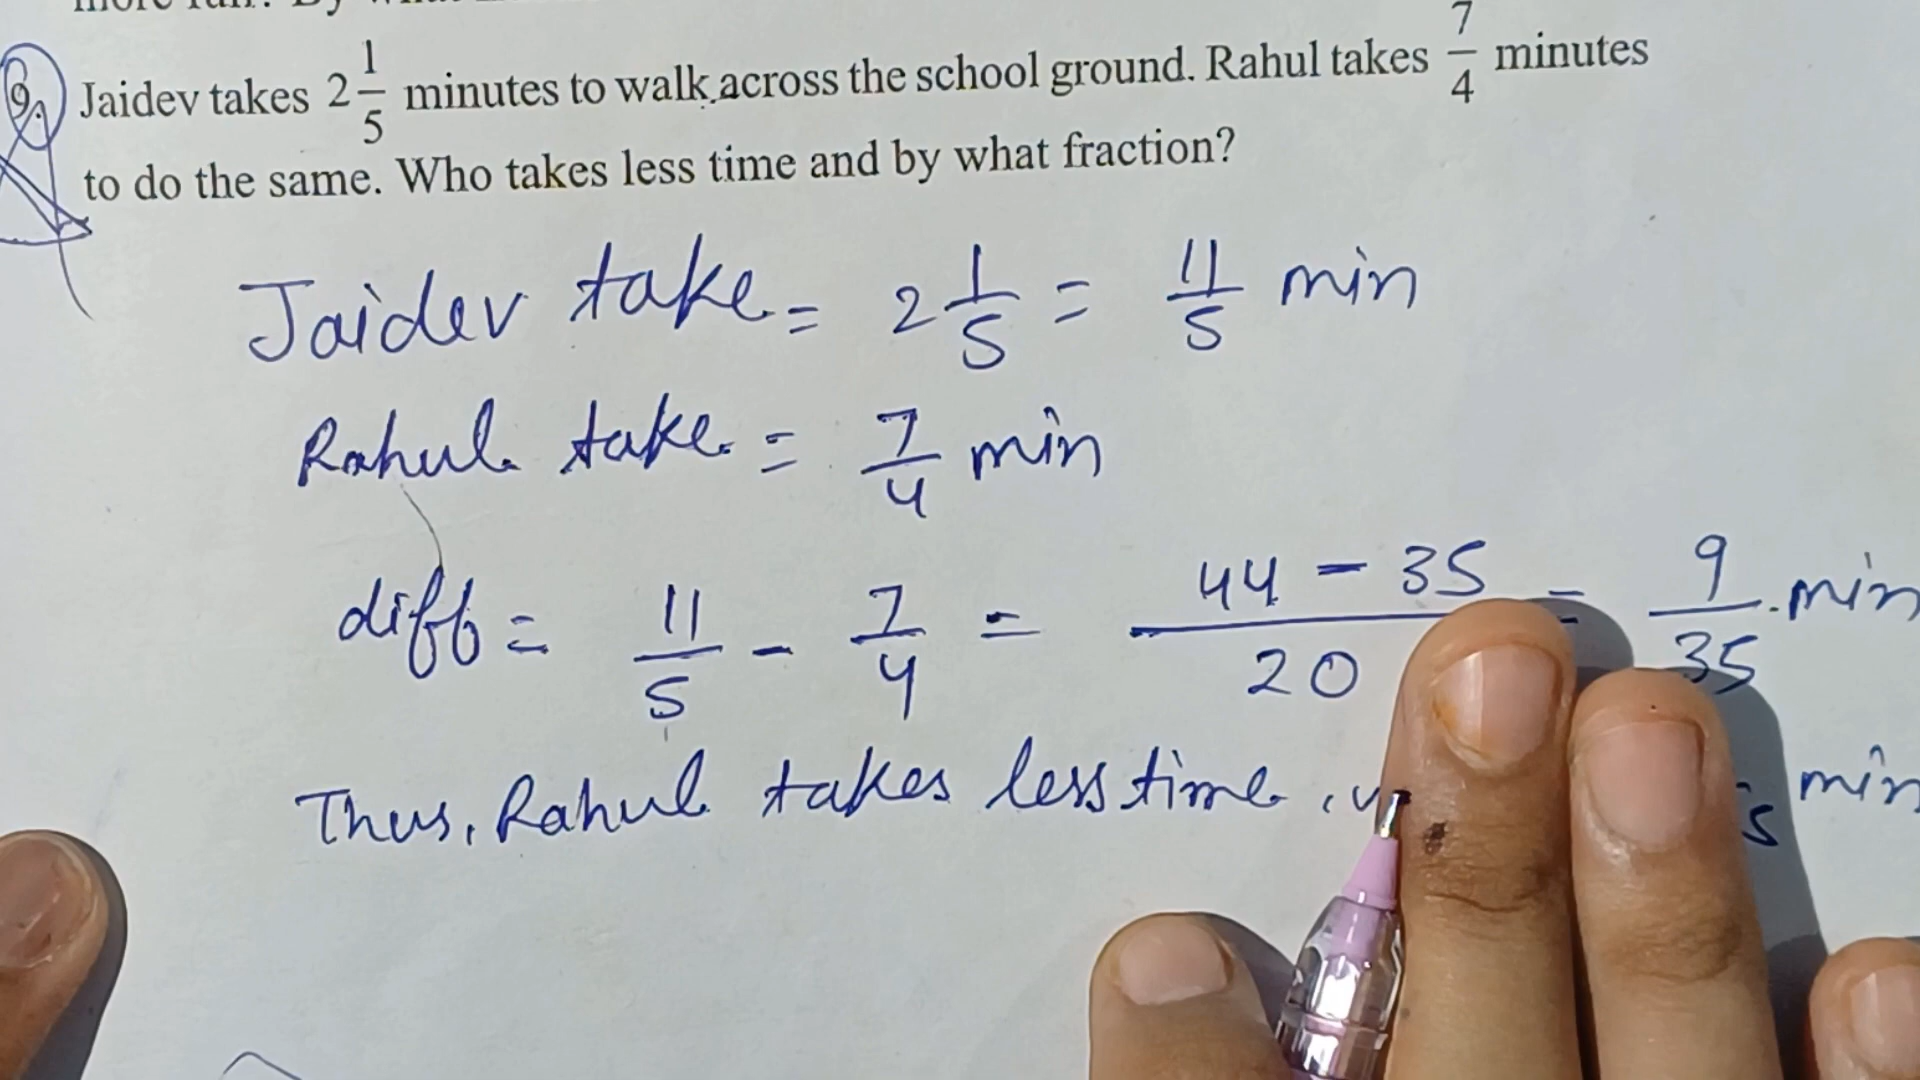 9. Jaidev takes 2 1/5 minutes to walk across the school ground. Rahul takes 7/4 minutes
to do the same. Who takes less time and by what fraction?
Jaidev take = 2 1/5 = 11/5 min
Rahul take = 7/4 min
diff = 11/5 - 7/4 = 44 - 35/20 = 9/35 min
Thus, Rahul takes less time, min